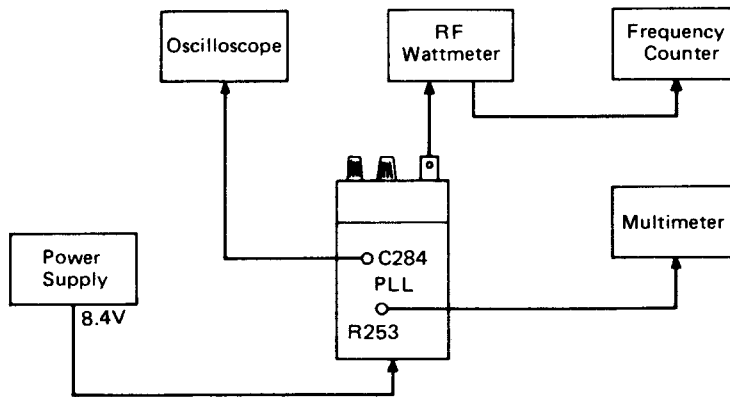 Oscilloscope
RF
Wattmeter
Frequency
Counter
Power
Supply
8.4V
C284
PLL
R253
Multimeter